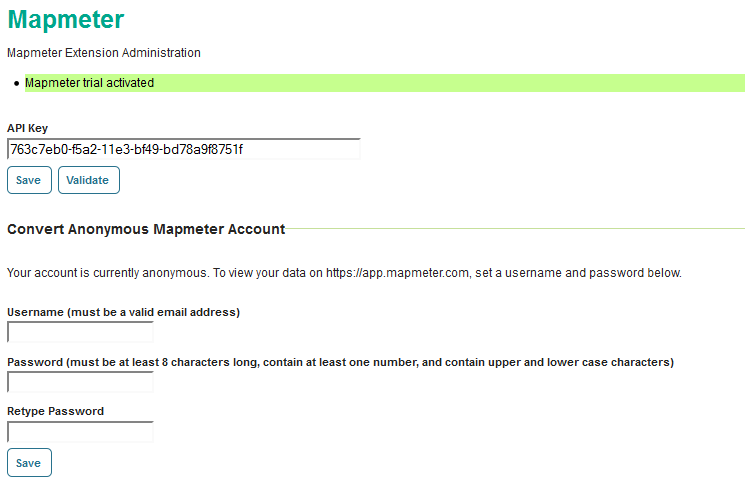 Mapmeter
Mapmeter Extension Administration
Mapmeter trial activated
API Key
763c7eb0-f5a2-11e3-bf49-bd78a9f8751f
Save Validate
Convert Anonymous Mapmeter Account
Your account is currently anonymous. To view your data on https://app.mapmeter.com, set a username and password below.
Username (must be a valid email address)
Password (must be at least 8 characters long, contain at least one number, and contain upper and lower case characters)
Retype Password
Save